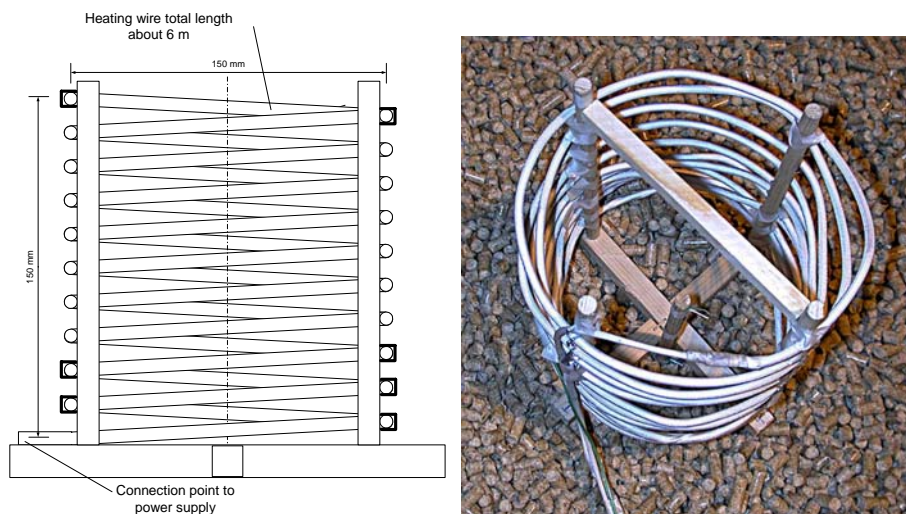 Heating wire total length
about 6 m
150 mm
150 mm
Connection point to
power supply